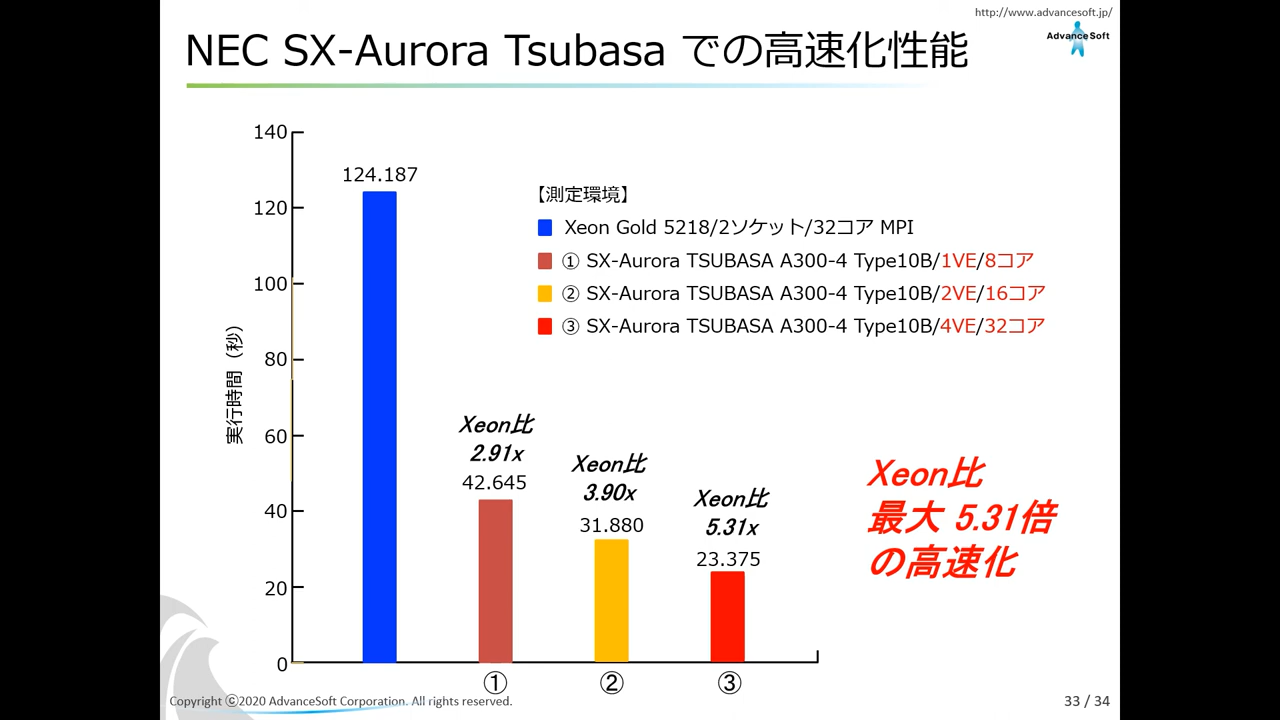 http://www.advancesoft.jp/
NEC SX-Aurora Tsubasa での高速化性能
AdvanceSoft
140
120
100
80
60
40
20
0
実行時間（秒）
124.187
【測定環境】
Xeon Gold 5218/2ソケット/32コア MPI
① SX-Aurora TSUBASA A300-4 Type10B/1VE/8コア
② SX-Aurora TSUBASA A300-4 Type10B/2VE/16コア
③ SX-Aurora TSUBASA A300-4 Type10B/4VE/32コア
Xeon比
2.91x
42.645
Xeon比
3.90x
31.880
Xeon比
5.31x
23.375
Xeon比
最大 5.31倍
の高速化
①
②
③
Copyright ©2020 AdvanceSoft Corporation. All rights reserved.
33 / 34